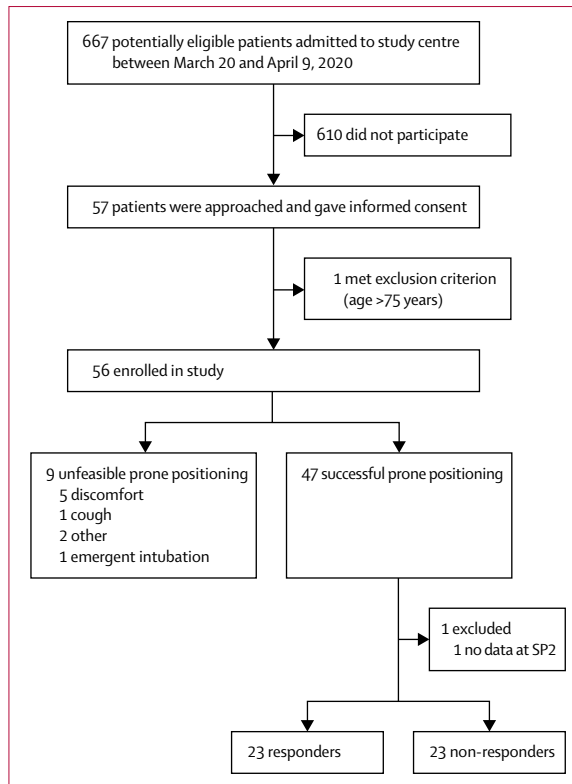 667 potentially eligible patients admitted to study centre
between March 20 and April 9, 2020
610 did not participate
57 patients were approached and gave informed consent
1 met exclusion criterion
(age >75 years)
56 enrolled in study
9 unfeasible prone positioning
5 discomfort
1 cough
2 other
1 emergent intubation
47 successful prone positioning
1 excluded
1 no data at SP2
23 responders
23 non-responders